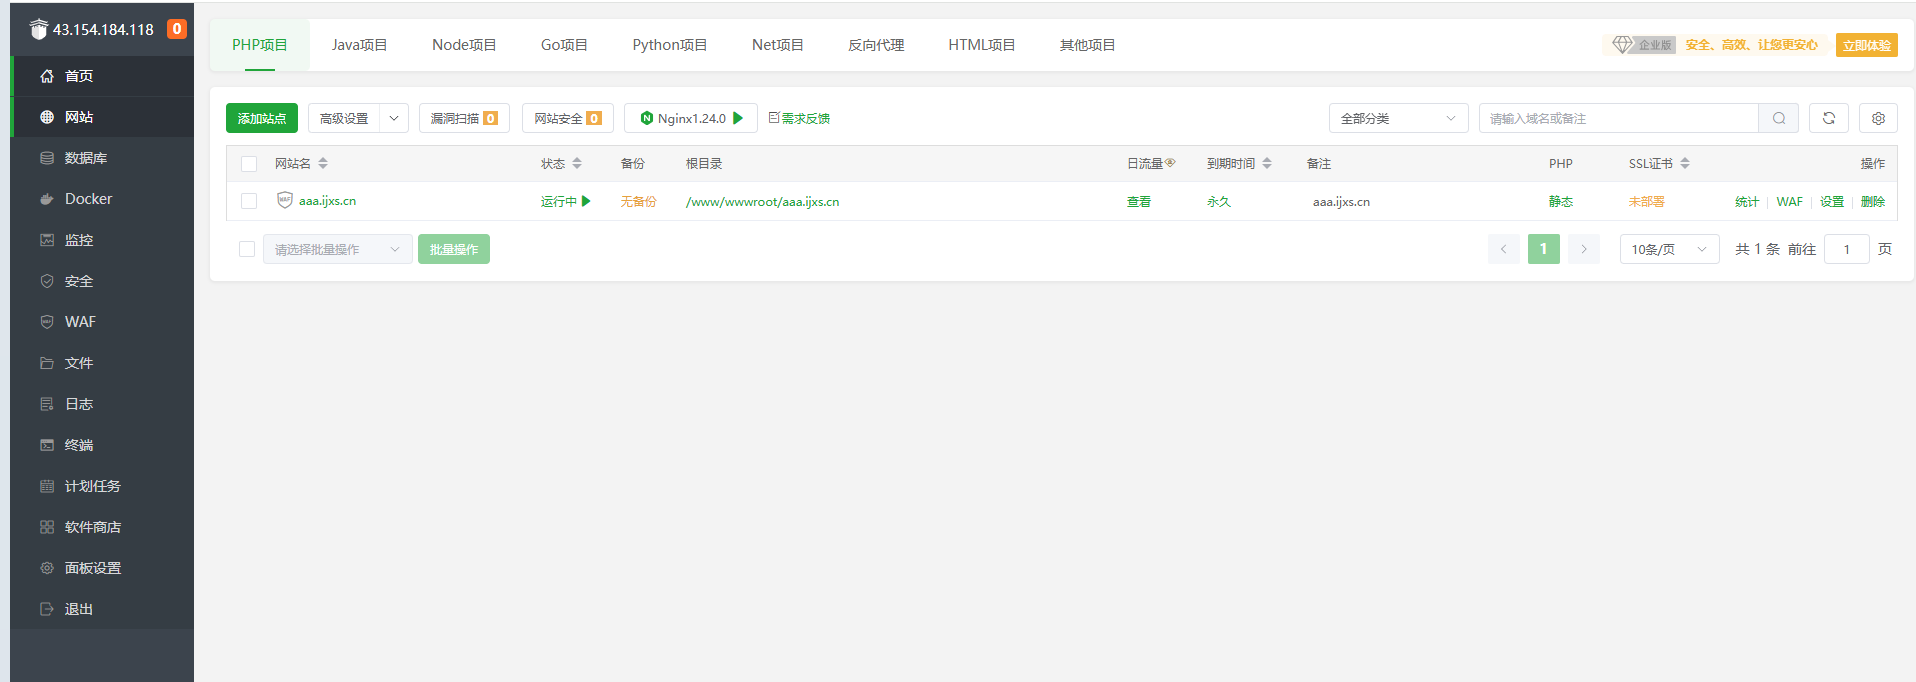 43.154.184.118 0
首页
网站
数据库
Docker
监控
安全
WAF
文件
日志
终端
计划任务
软件商店
面板设置
退出
PHP项目 Java项目 Node项目 Go项目 Python项目 Net项目 反向代理 HTML项目 其他项目 企业版 安全、高效、让您更安心 立即体验
添加站点 高级设置 漏洞扫描 0 网站安全 0 Nginx1.24.0 需求反馈 全部分类 请输入域名或备注
网站名 状态 备份 根目录 日流量 到期时间 备注 PHP SSL证书 操作
aaa.ijxs.cn 运行中 无备份 /www/wwwroot/aaa.ijxs.cn 查看 永久 aaa.ijxs.cn 静态 未部署 统计 | WAF | 设置 | 删除
请选择批量操作 批量操作 1 10条/页 共 1 条 前往 1 页